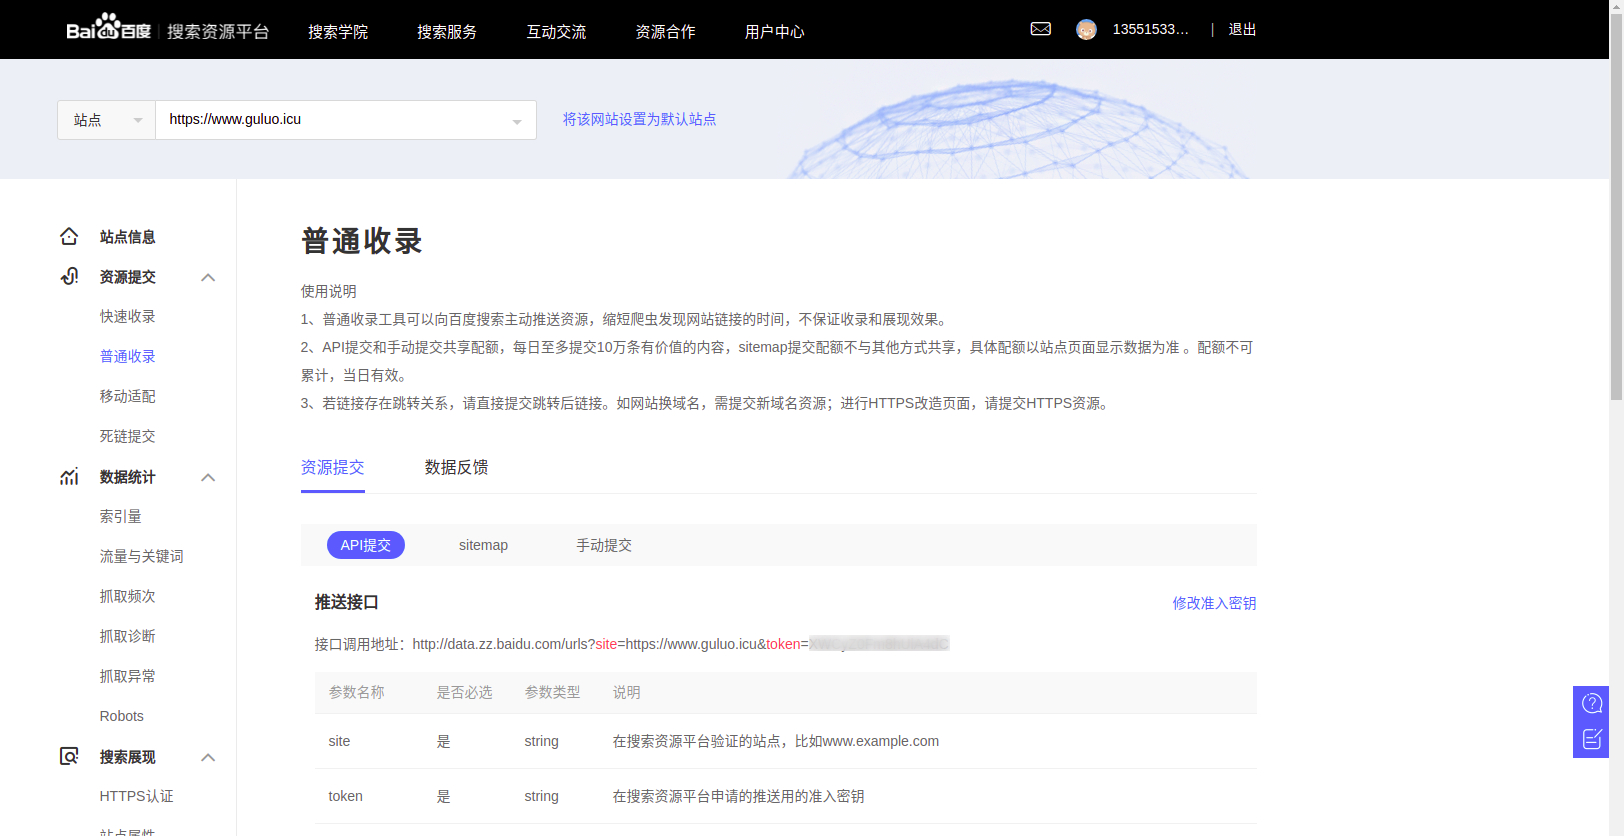 Baidu百度 | 搜索资源平台 搜索学院 搜索服务 互动交流 资源合作 用户中心 13551533... | 退出
站点 https://www.guluo.icu 将该网站设置为默认站点
站点信息
资源提交
快速收录
普通收录
移动适配
死链提交
数据统计
索引量
流量与关键词
抓取频次
抓取诊断
抓取异常
Robots
搜索展现
HTTPS认证
站点属性
普通收录
使用说明
1、普通收录工具可以向百度搜索主动推送资源，缩短爬虫发现网站链接的时间，不保证收录和展现效果。
2、API提交和手动提交共享配额，每日至多提交10万条有价值的内容，sitemap提交配额不与其他方式共享，具体配额以站点页面显示数据为准 。配额不可
累计，当日有效。
3、若链接存在跳转关系，请直接提交跳转后链接。如网站换域名，需提交新域名资源；进行HTTPS改造页面，请提交HTTPS资源。
资源提交 数据反馈
API提交 sitemap 手动提交
推送接口 修改准入密钥
接口调用地址：http://data.zz.baidu.com/urls?site=https://www.guluo.icu&token=
参数名称 是否必选 参数类型 说明
site 是 string 在搜索资源平台验证的站点，比如www.example.com
token 是 string 在搜索资源平台申请的推送用的准入密钥